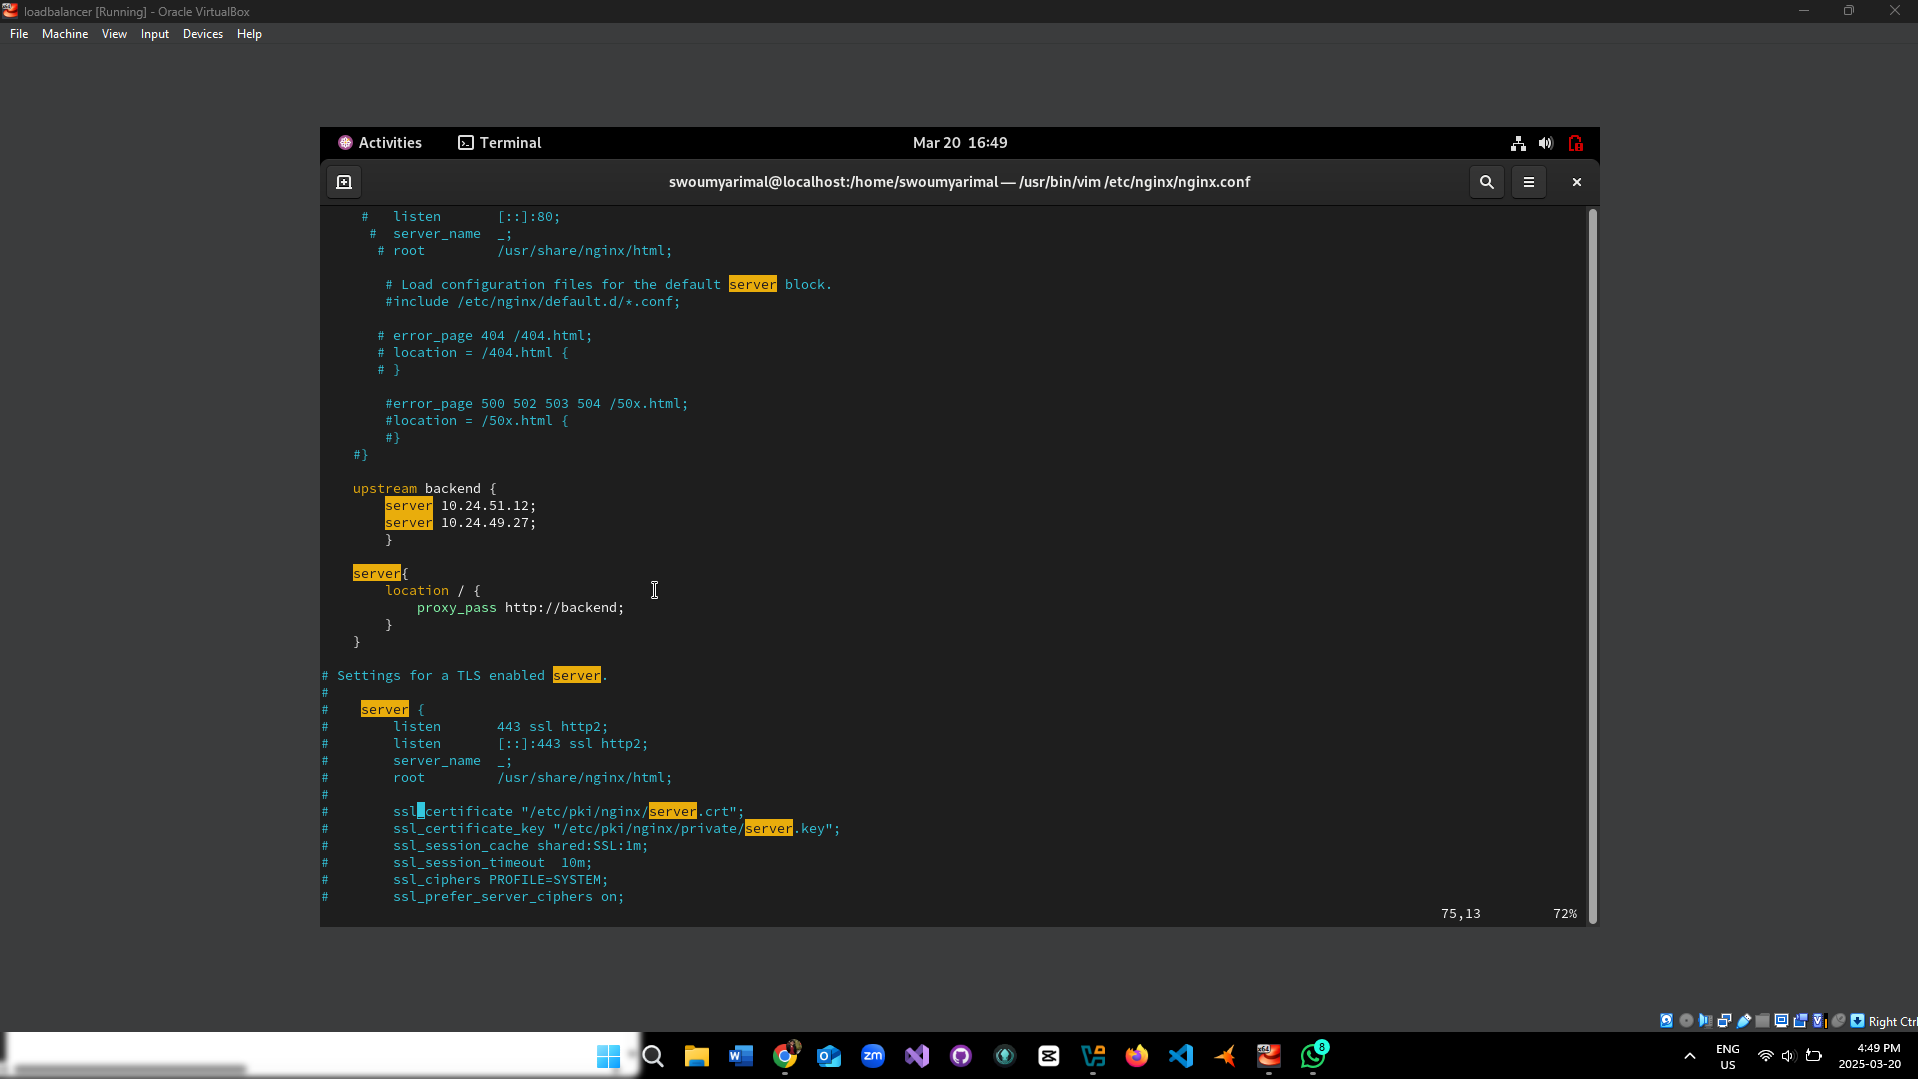 loadbalancer [Running] - Oracle VirtualBox
File Machine View Input Devices Help
Activities Terminal Mar 20 16:49
swoumyarimal@localhost:/home/swoumyarimal — /usr/bin/vim /etc/nginx/nginx.conf
# listen [::]:80;
# server_name _;
# root /usr/share/nginx/html;
# Load configuration files for the default server block.
#include /etc/nginx/default.d/*.conf;
# error_page 404 /404.html;
# location = /404.html {
# }
#error_page 500 502 503 504 /50x.html;
#location = /50x.html {
#}
#}
upstream backend {
server 10.24.51.12;
server 10.24.49.27;
}
server{
location / {
proxy_pass http://backend;
}
}
# Settings for a TLS enabled server.
#
# server {
# listen 443 ssl http2;
# listen [::]:443 ssl http2;
# server_name _;
# root /usr/share/nginx/html;
#
# ssl_certificate "/etc/pki/nginx/server.crt";
# ssl_certificate_key "/etc/pki/nginx/private/server.key";
# ssl_session_cache shared:SSL:1m;
# ssl_session_timeout 10m;
# ssl_ciphers PROFILE=SYSTEM;
# ssl_prefer_server_ciphers on;
75,13 72%
Right Ctrl
zm
8
ENG
US
4:49 PM
2025-03-20